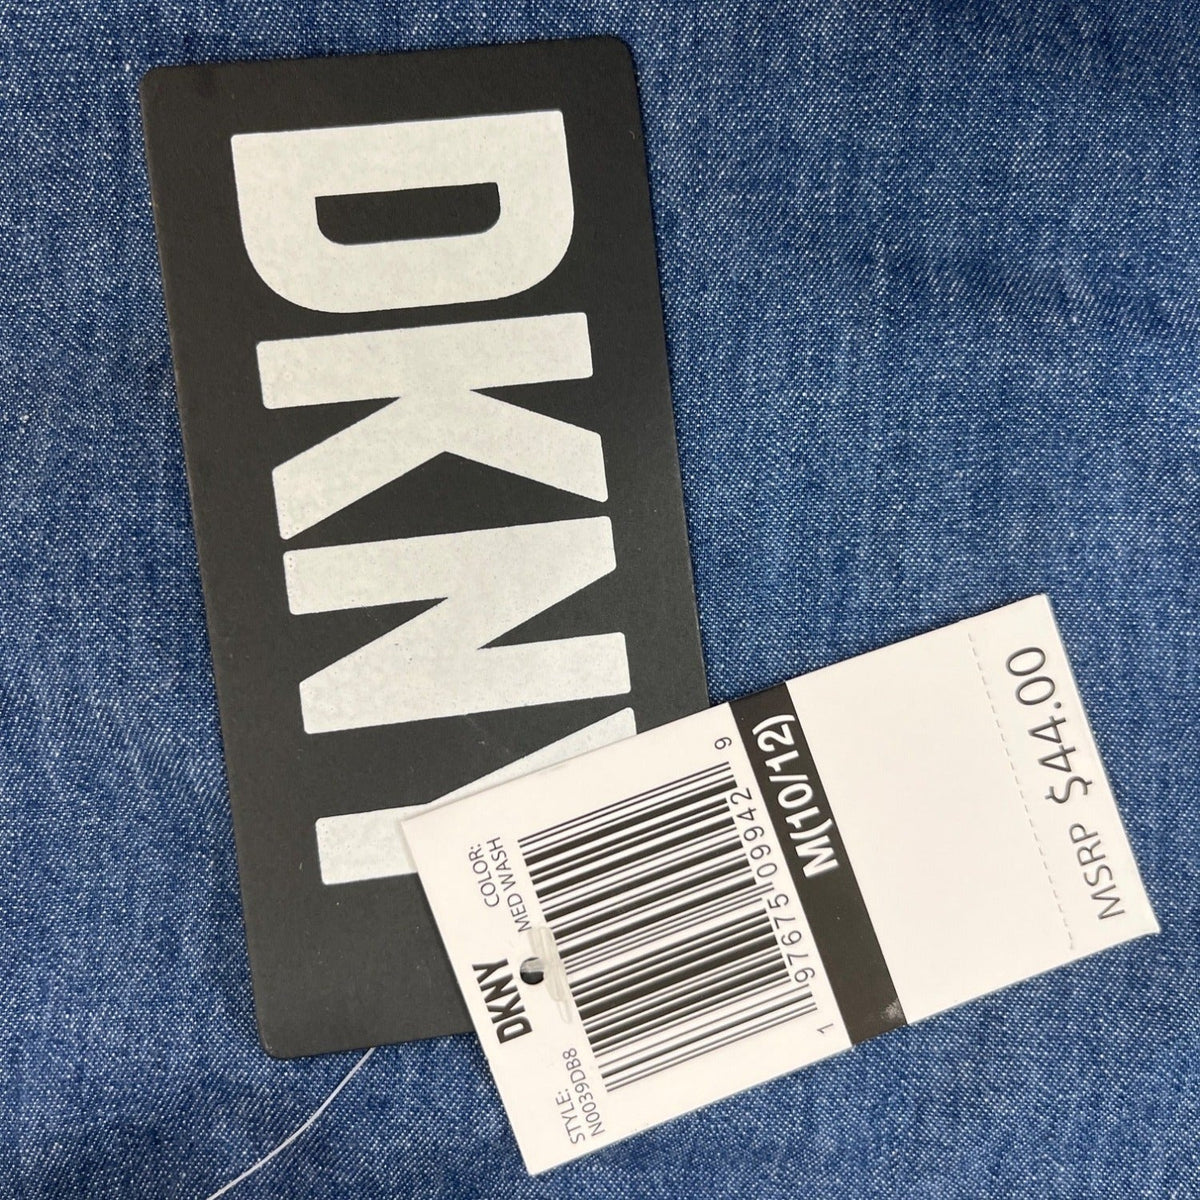 DKNY
DKNY
STYLE:
N0039DB8
COLOR:
MED WASH
1 97675 09942 9
M(10/12)
MSRP $44.00